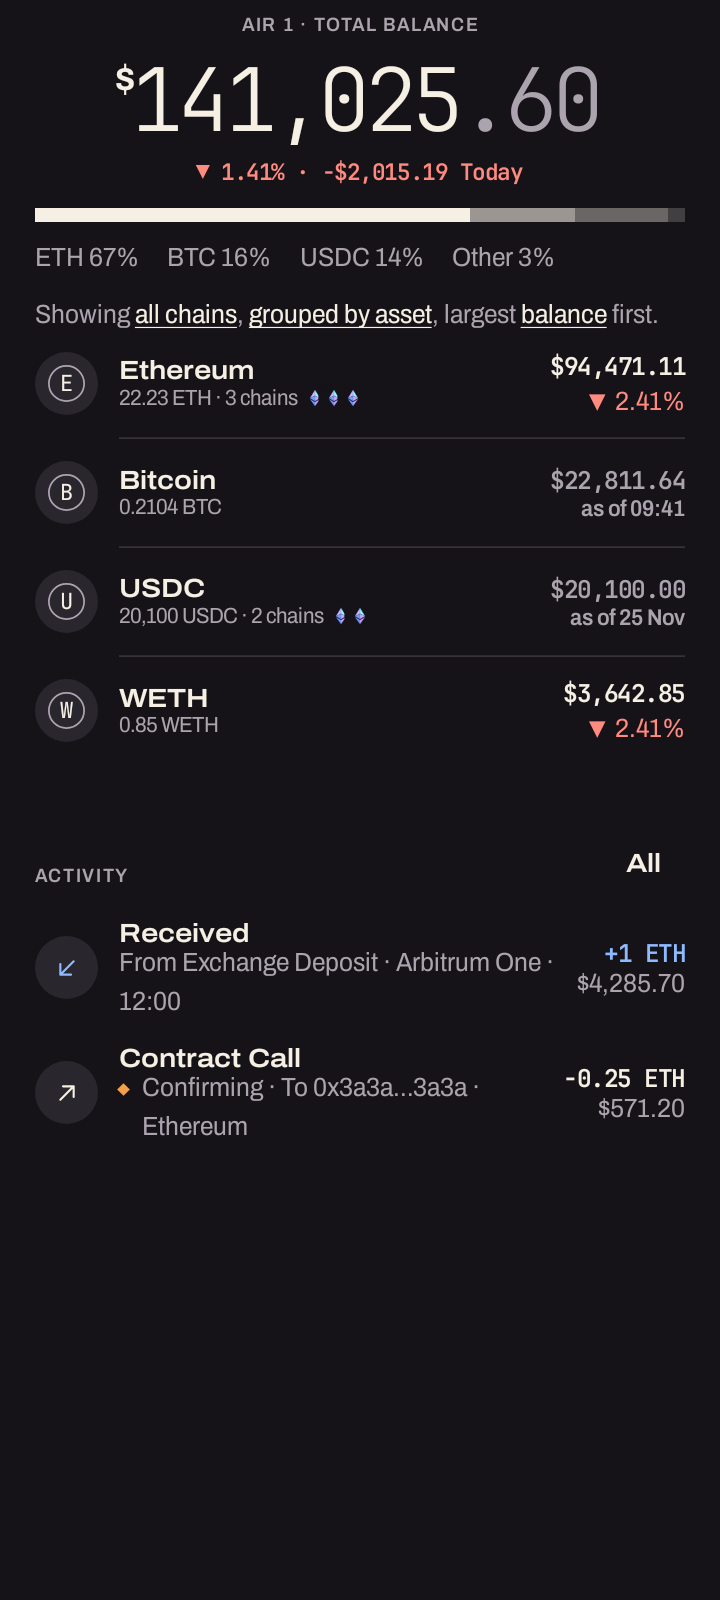 AIR 1 · TOTAL BALANCE
$141,025.60
▼ 1.41% · -$2,015.19 Today
ETH 67% BTC 16% USDC 14% Other 3%
Showing all chains, grouped by asset, largest balance first.
E
Ethereum
22.23 ETH · 3 chains
$94,471.11
▼ 2.41%
B
Bitcoin
0.2104 BTC
$22,811.64
as of 09:41
U
USDC
20,100 USDC · 2 chains
$20,100.00
as of 25 Nov
W
WETH
0.85 WETH
$3,642.85
▼ 2.41%
ACTIVITY
All
Received
From Exchange Deposit · Arbitrum One ·
12:00
+1 ETH
$4,285.70
Contract Call
Confirming · To 0x3a3a...3a3a ·
Ethereum
-0.25 ETH
$571.20